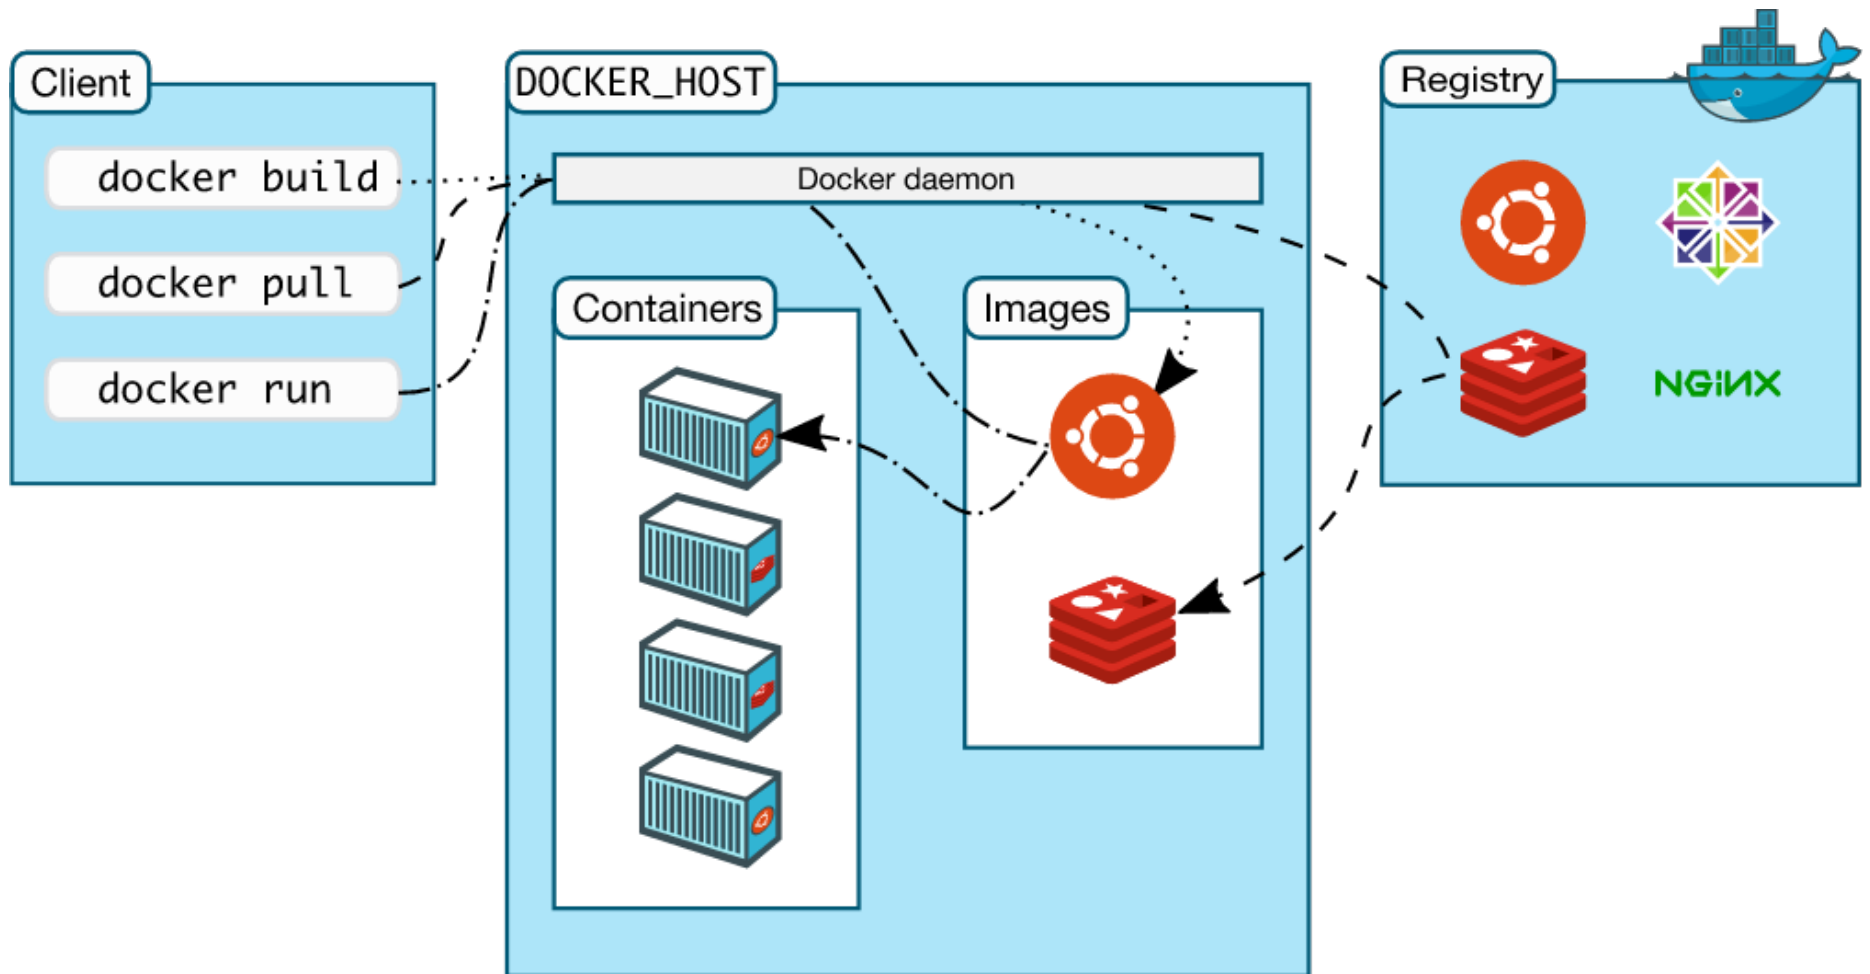 Client
docker build
docker pull
docker run
DOCKER_HOST
Docker daemon
Containers
Images
Registry
NGINX